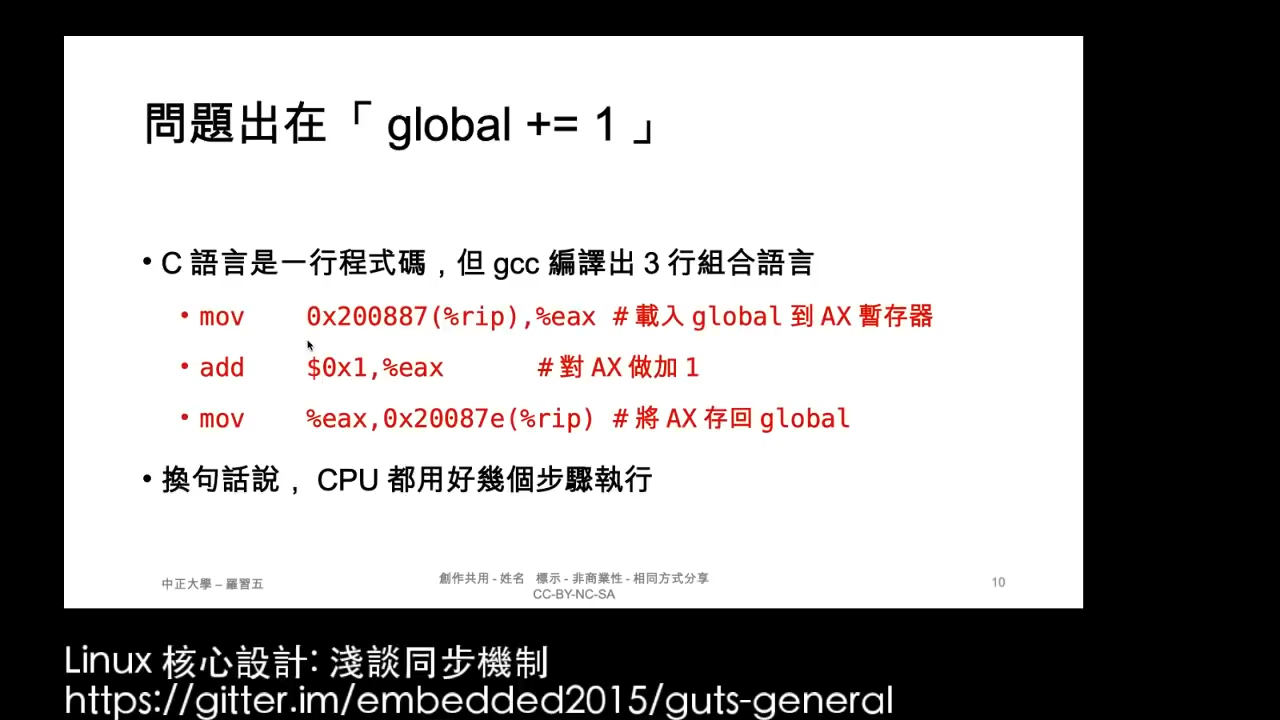 問題出在「 global += 1 」
• C 語言是一行程式碼，但 gcc 編譯出 3 行組合語言
• mov 0x200887(%rip),%eax # 載入 global 到 AX 暫存器
• add $0x1,%eax # 對 AX 做加 1
• mov %eax,0x20087e(%rip) # 將 AX 存回 global
• 換句話說， CPU 都用好幾個步驟執行
中正大學 – 羅習五
創作共用 - 姓名 標示 - 非商業性 - 相同方式分享
CC-BY-NC-SA
10
Linux 核心設計: 淺談同步機制
https://gitter.im/embedded2015/guts-general